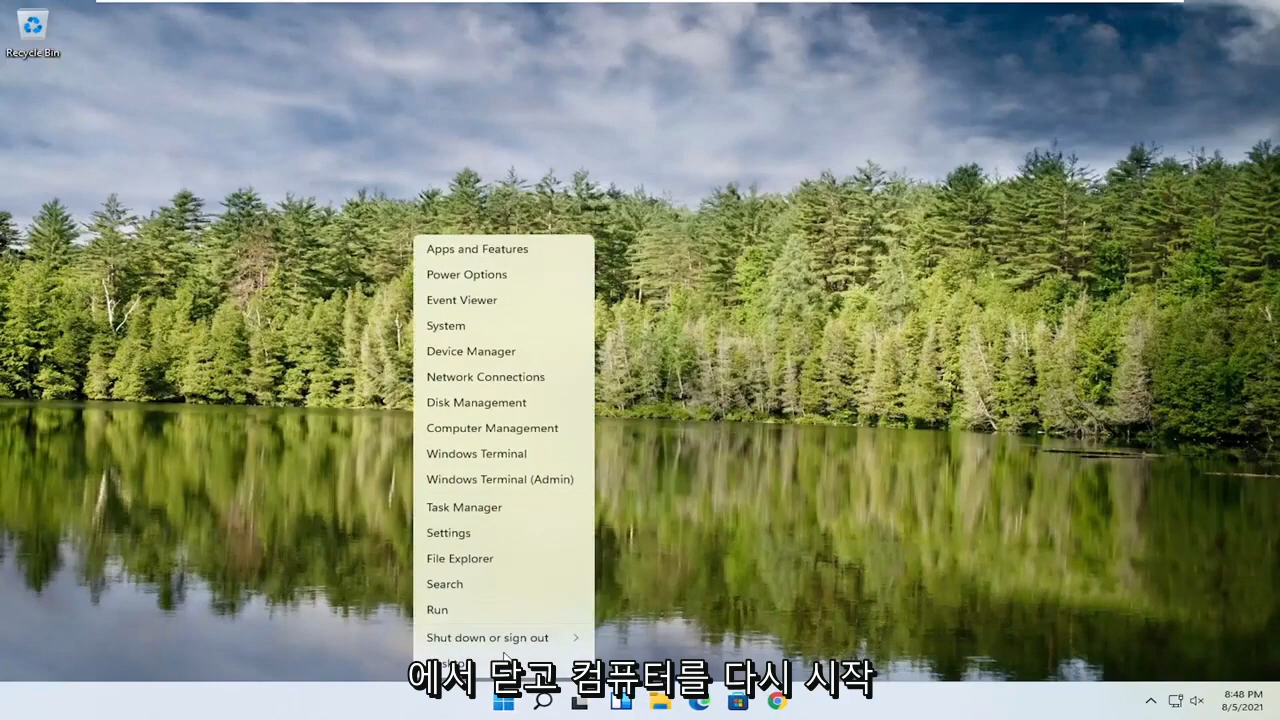 Recycle Bin
Apps and Features
Power Options
Event Viewer
System
Device Manager
Network Connections
Disk Management
Computer Management
Windows Terminal
Windows Terminal (Admin)
Task Manager
Settings
File Explorer
Search
Run
Shut down or sign out
에서 닫고 컴퓨터를 다시 시작
8:48 PM
8/5/2021